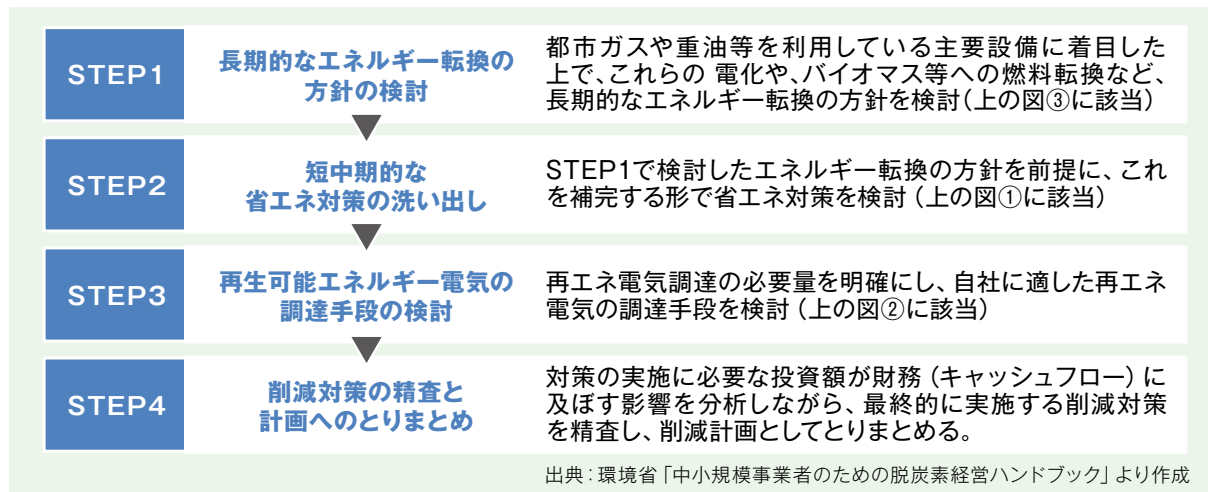 STEP1
長期的なエネルギー転換の
方針の検討
都市ガスや重油等を利用している主要設備に着目した
上で、これらの 電化や、バイオマス等への燃料転換など、
長期的なエネルギー転換の方針を検討(上の図③に該当)
STEP2
短中期的な
省エネ対策の洗い出し
STEP1で検討したエネルギー転換の方針を前提に、これ
を補完する形で省エネ対策を検討 (上の図①に該当)
STEP3
再生可能エネルギー電気の
調達手段の検討
再エネ電気調達の必要量を明確にし、自社に適した再エネ
電気の調達手段を検討 (上の図②に該当)
STEP4
削減対策の精査と
計画へのとりまとめ
対策の実施に必要な投資額が財務 (キャッシュフロー) に
及ぼす影響を分析しながら、最終的に実施する削減対策
を精査し、削減計画としてとりまとめる。
出典:環境省「中小規模事業者のための脱炭素経営ハンドブック」より作成